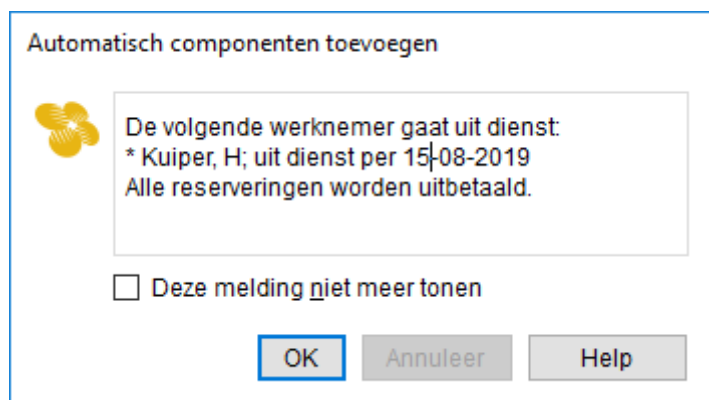 Automatisch componenten toevoegen
De volgende werknemer gaat uit dienst:
* Kuiper, H; uit dienst per 15-08-2019
Alle reserveringen worden uitbetaald.
Deze melding niet meer tonen
OK Annuleer Help